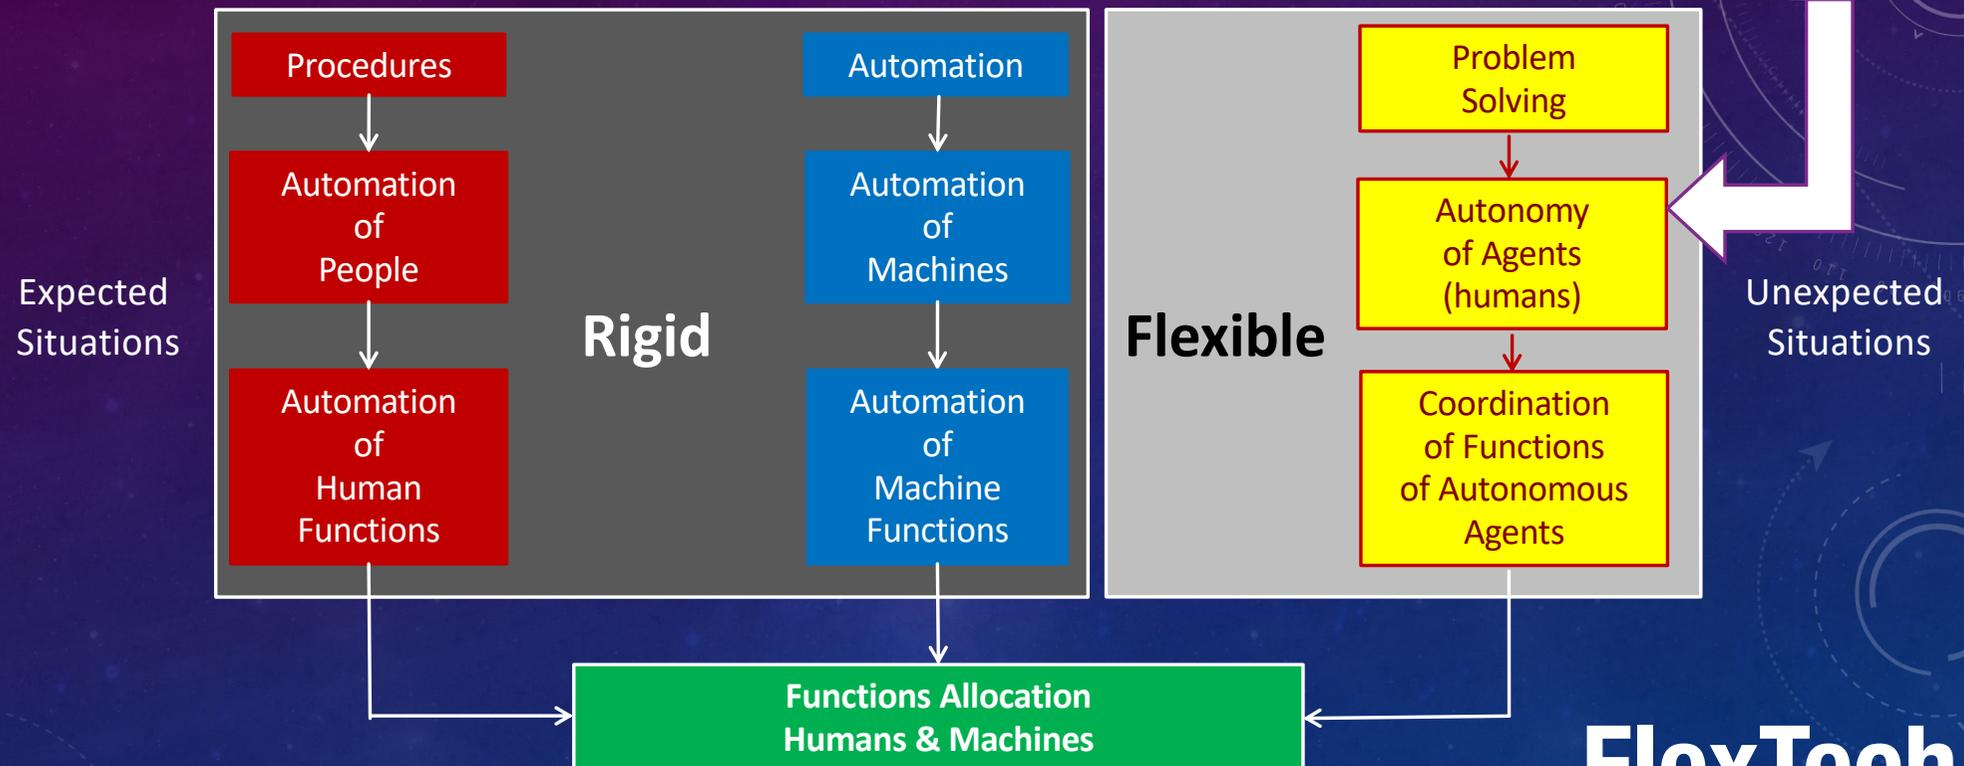 Procedures
Automation
of
People
Automation
of
Human
Functions
Automation
Automation
of
Machines
Automation
of
Machine
Functions
Problem
Solving
Autonomy
of Agents
(humans)
Coordination
of Functions
of Autonomous
Agents
Expected
Situations
Rigid
Flexible
Unexpected
Situations
Functions Allocation
Humans & Machines
FlexTech